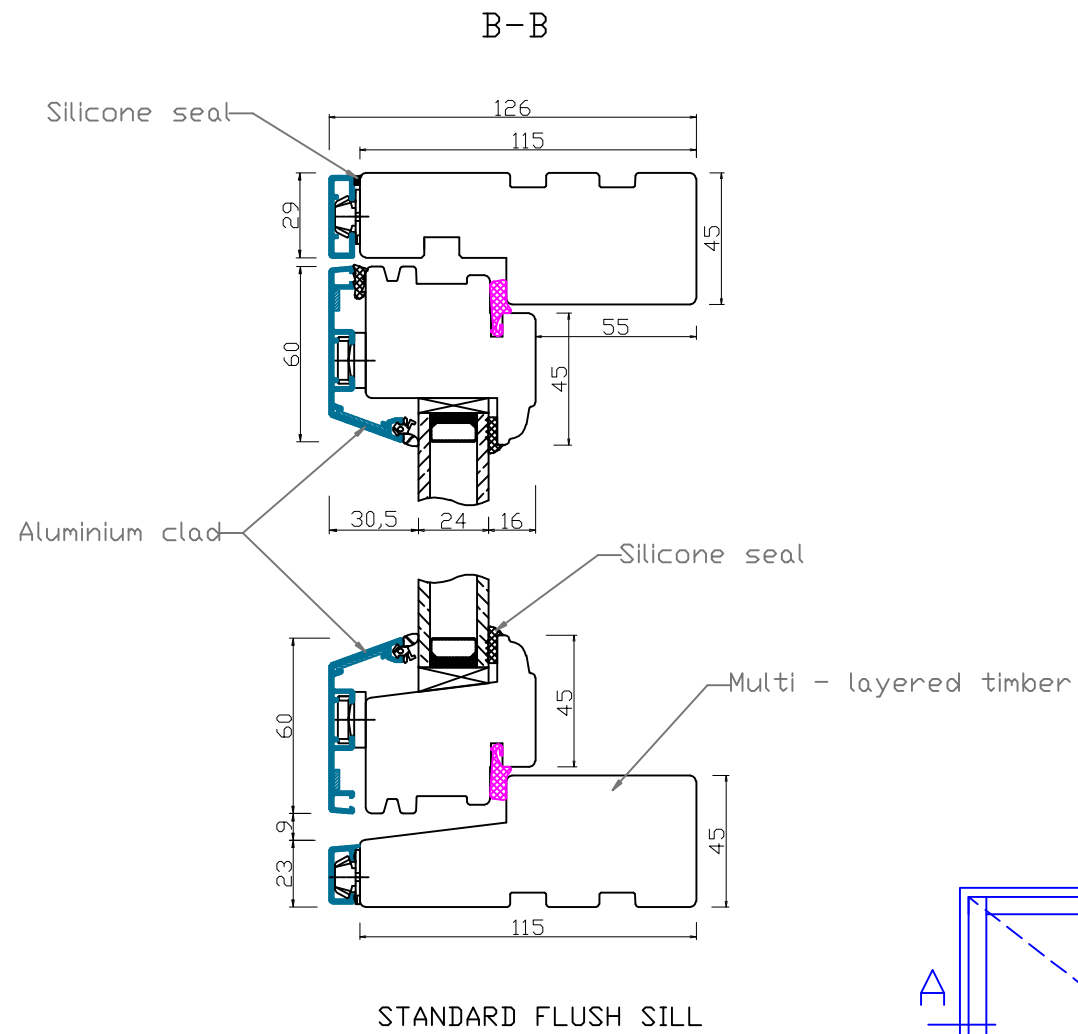 B-B
Silicone seal
126
115
29
45
60
55
45
30,5 24 16
Aluminium clad
Silicone seal
Multi - layered timber
45
60
9
45
23
115
A
STANDARD FLUSH SILL